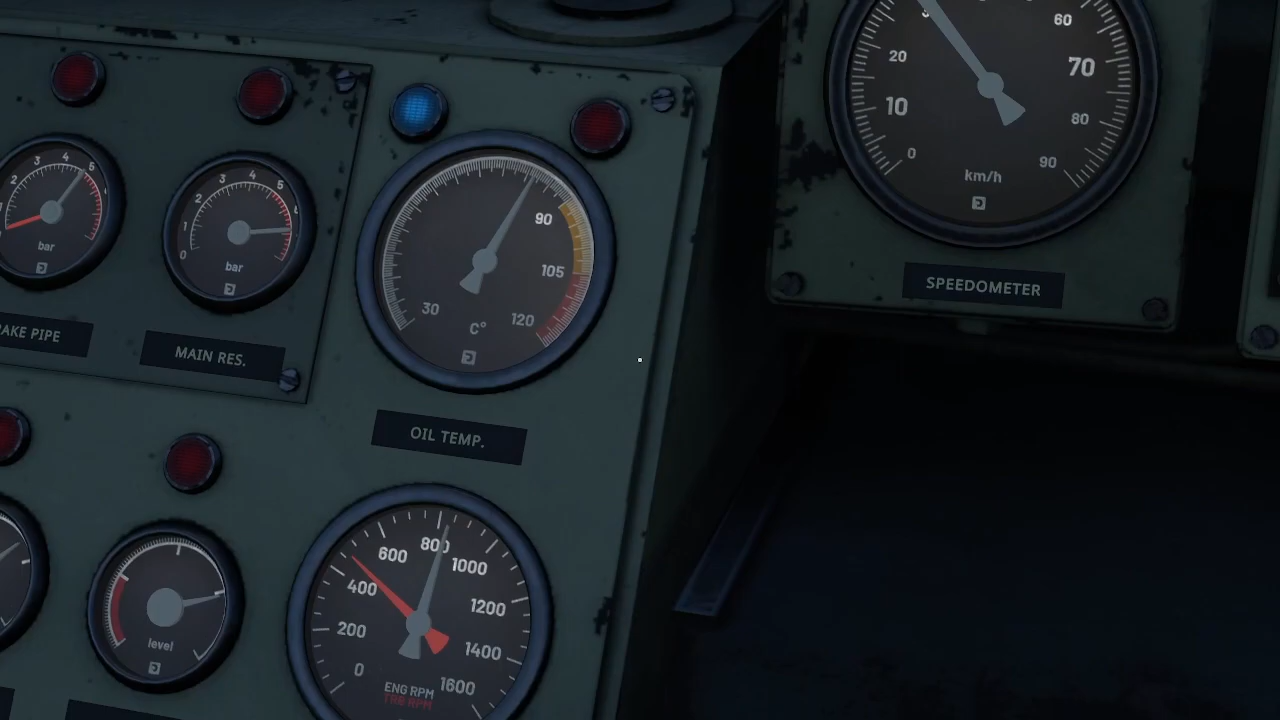 2 3 4 5
bar
AKE PIPE
0 1 2 3 4 5
bar
MAIN RES.
30 90 105 120
C°
OIL TEMP.
0 10 20 60 70 80 90
km/h
SPEEDOMETER
level
0 200 400 600 800 1000 1200 1400 1600
ENG RPM
TRB RPM